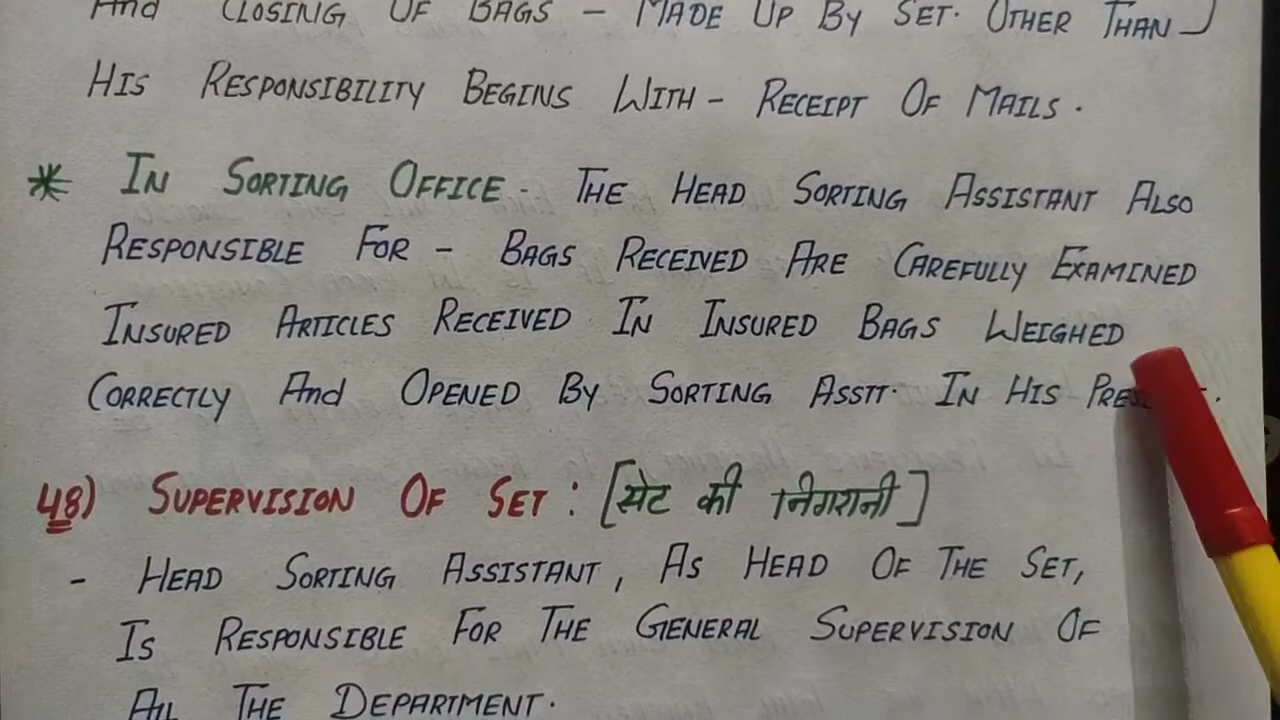 And CLOSING OF BAGS – MADE UP BY SET. OTHER THAN
HIS RESPONSIBILITY BEGINS WITH – RECEIPT OF MAILS.
* IN SORTING OFFICE - THE HEAD SORTING ASSISTANT ALSO
RESPONSIBLE FOR – BAGS RECEIVED ARE CAREFULLY EXAMINED
INSURED ARTICLES RECEIVED IN INSURED BAGS WEIGHED
CORRECTLY And OPENED BY SORTING ASSTT. IN HIS
48) SUPERVISION OF SET : [सेट की निगरानी]
- HEAD SORTING ASSISTANT, AS HEAD OF THE SET,
IS RESPONSIBLE FOR THE GENERAL SUPERVISION OF
All THE DEPARTMENT.